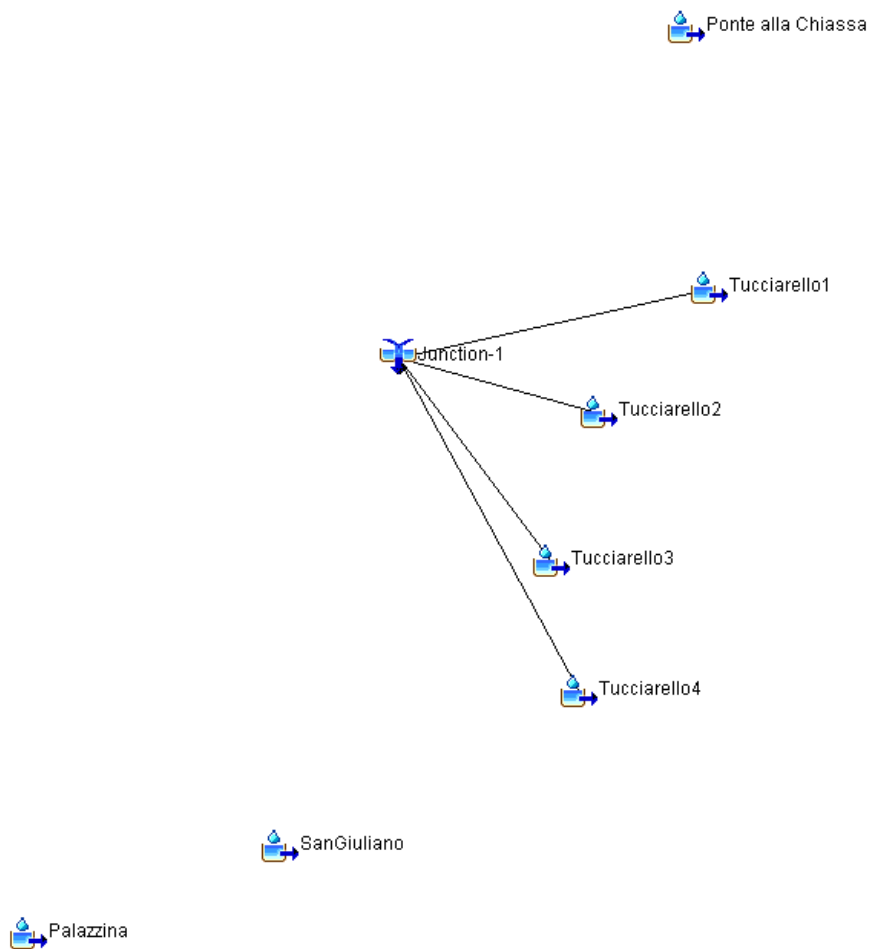 Ponte alla Chiassa
Tucciarello1
Junction-1
Tucciarello2
Tucciarello3
Tucciarello4
SanGiuliano
Palazzina